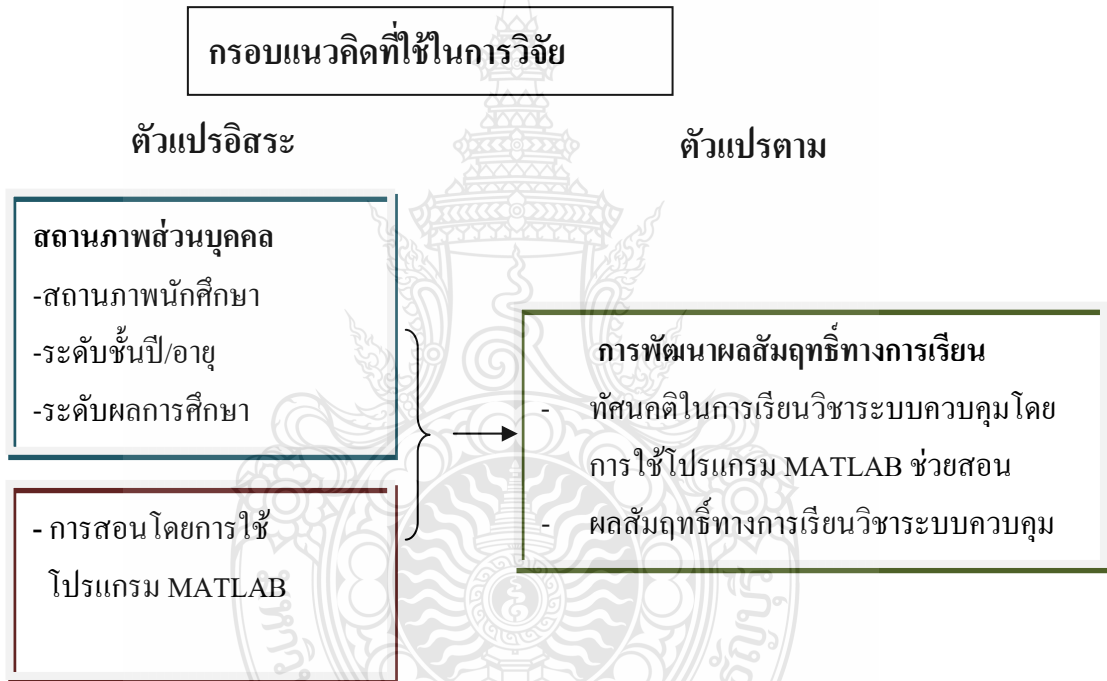 กรอบแนวคิดที่ใช้ในการวิจัย
ตัวแปรอิสระ
ตัวแปรตาม
สถานภาพส่วนบุคคล
-สถานภาพนักศึกษา
-ระดับชั้นปี/อายุ
-ระดับผลการศึกษา
- การสอนโดยการใช้
โปรแกรม MATLAB
การพัฒนาผลสัมฤทธิ์ทางการเรียน
- ทัศนคติในการเรียนวิชาระบบควบคุมโดย
การใช้โปรแกรม MATLAB ช่วยสอน
- ผลสัมฤทธิ์ทางการเรียนวิชาระบบควบคุม